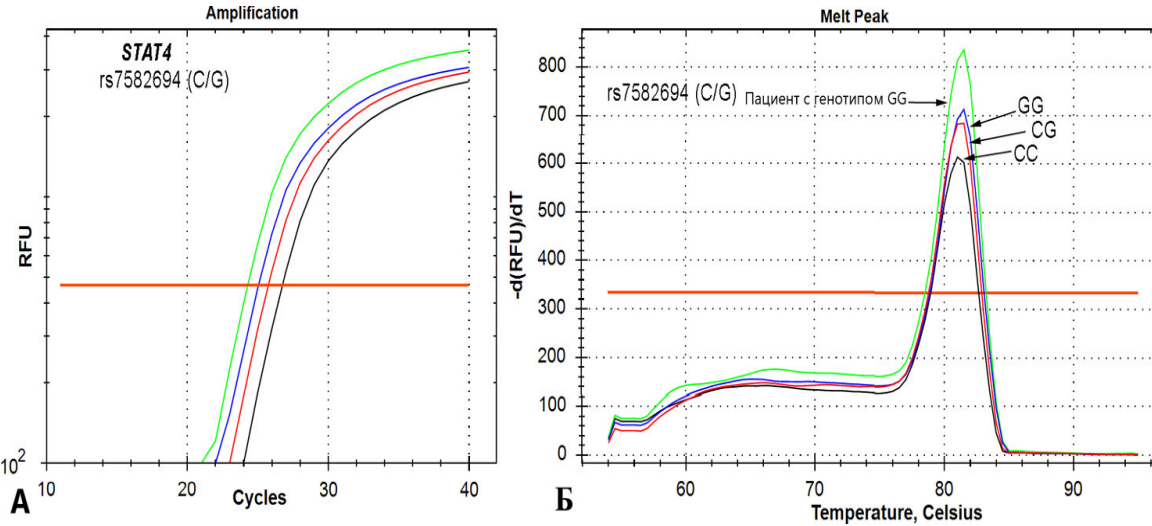 Amplification
STAT4
rs7582694 (C/G)
RFU
10²
10
20
30
40
Cycles
А
Melt Peak
rs7582694 (C/G)
Пациент с генотипом GG
GG
CG
CC
-d(RFU)/dT
800
700
600
500
400
300
200
100
0
60
70
80
90
Temperature, Celsius
Б